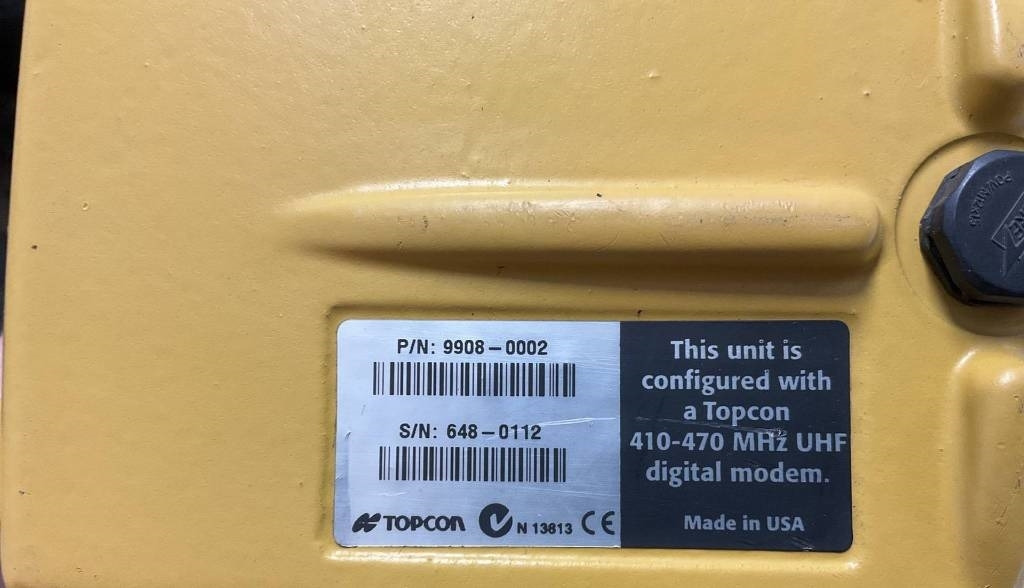 P/N: 9908-0002
S/N: 648-0112
TOPCON
N 13813
CE
This unit is
configured with
a Topcon
410-470 MHz UHF
digital modem.
Made in USA